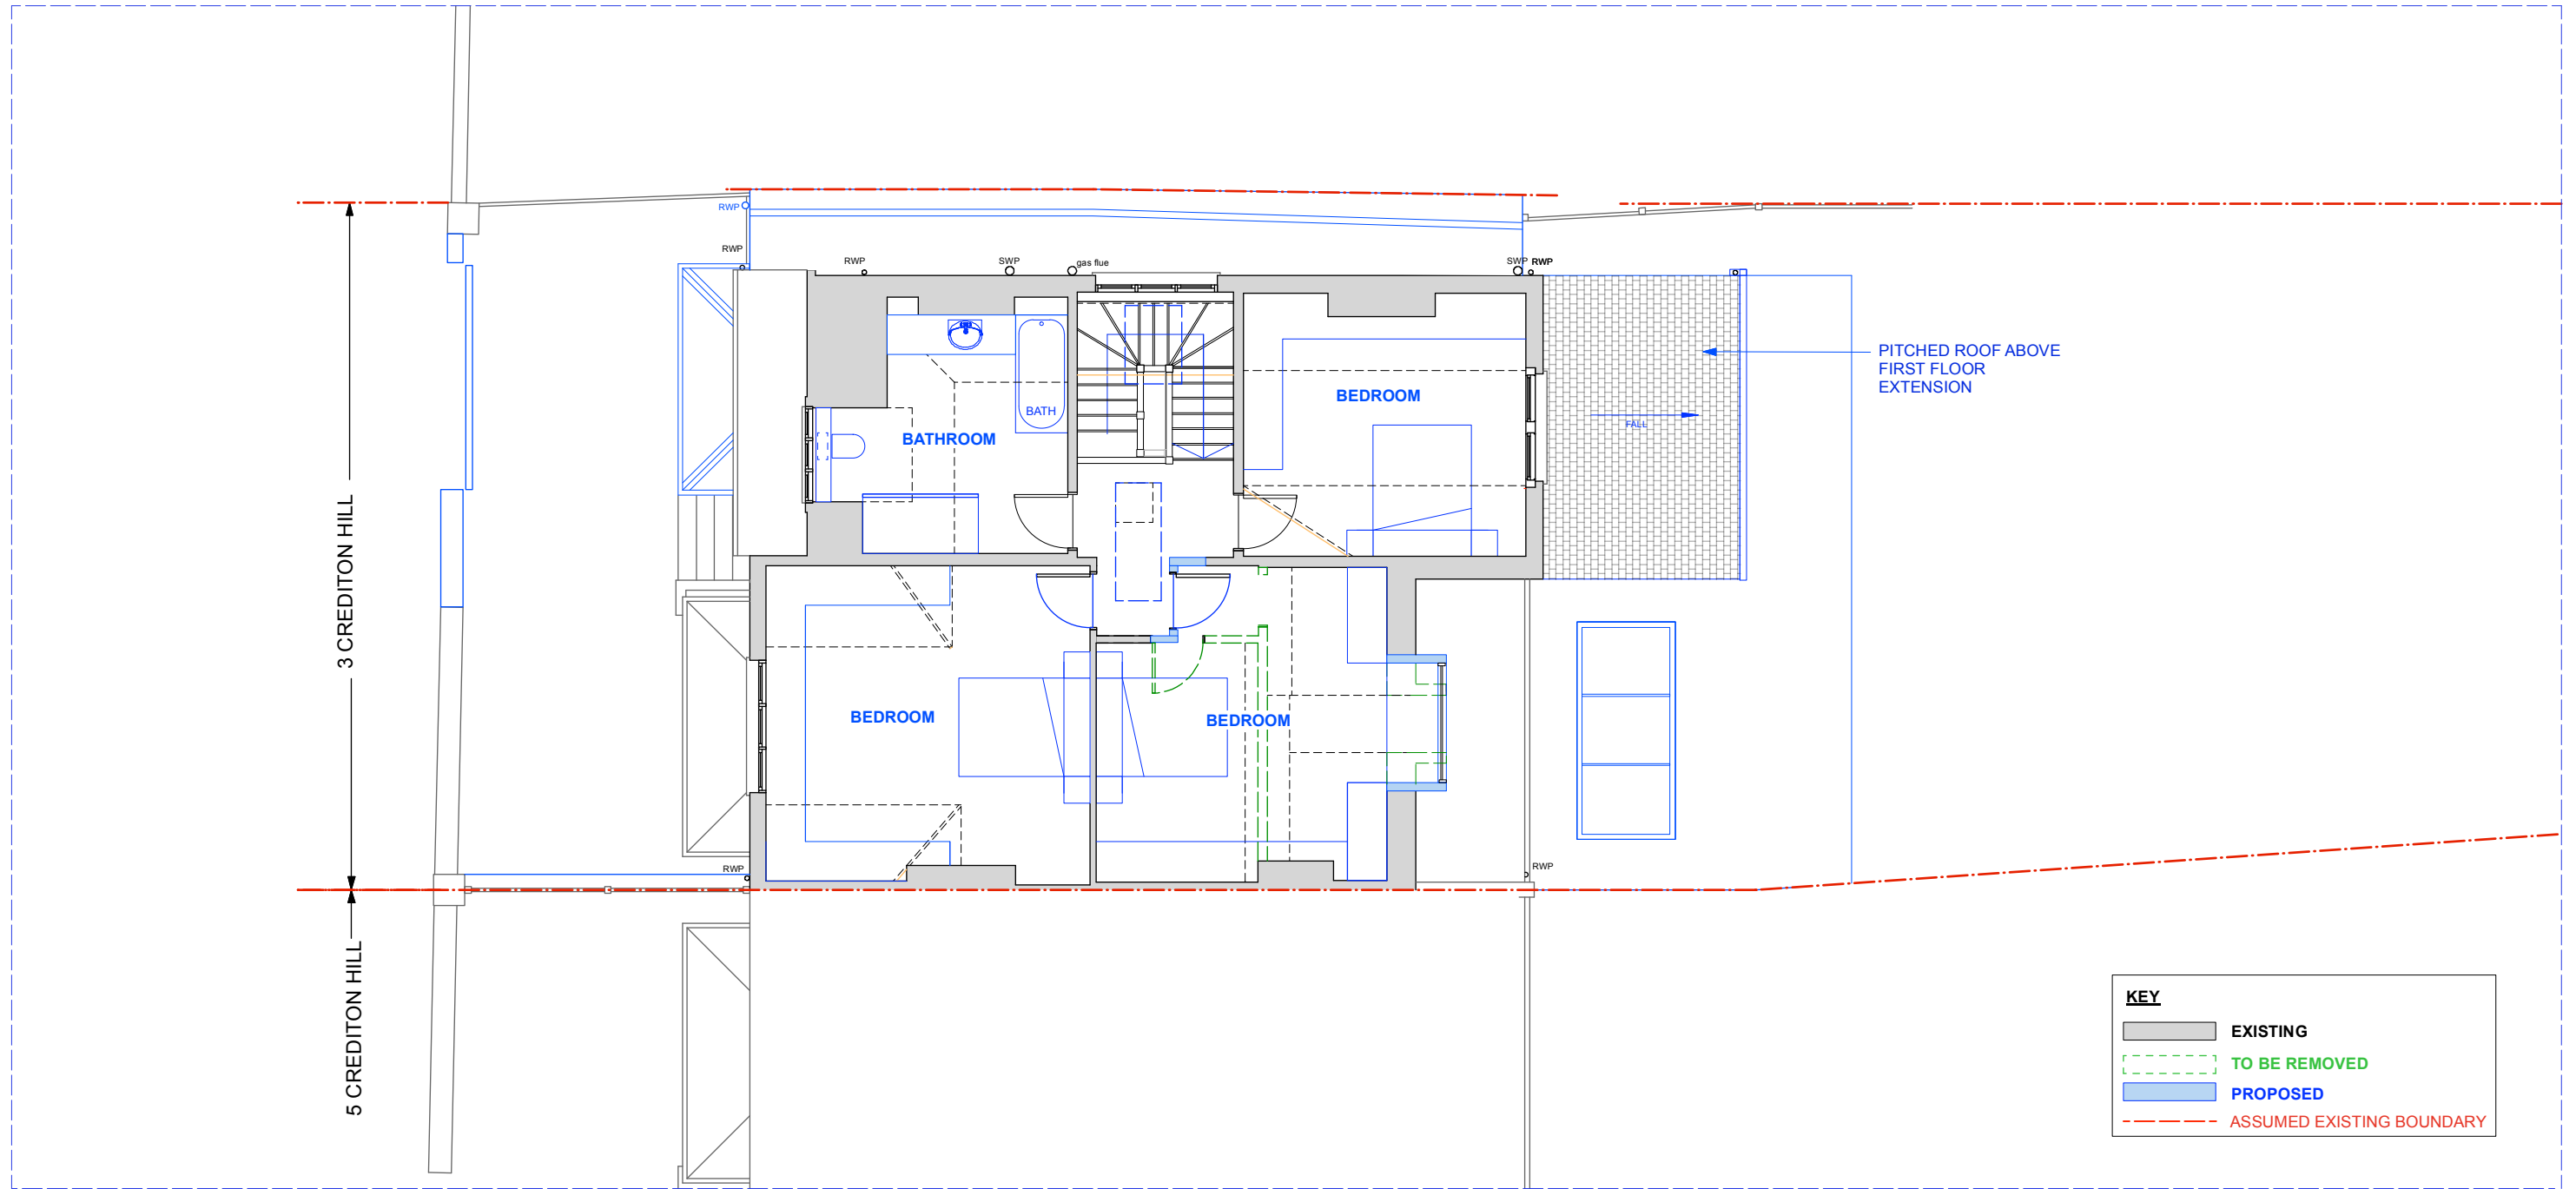 RWP
RWP
RWP
SWP
gas flue
SWP
RWP
PITCHED ROOF ABOVE
FIRST FLOOR
EXTENSION
FALL
BEDROOM
BATH
BATHROOM
3 CREDITON HILL
BEDROOM
BEDROOM
RWP
RWP
5 CREDITON HILL
KEY
EXISTING
TO BE REMOVED
PROPOSED
ASSUMED EXISTING BOUNDARY